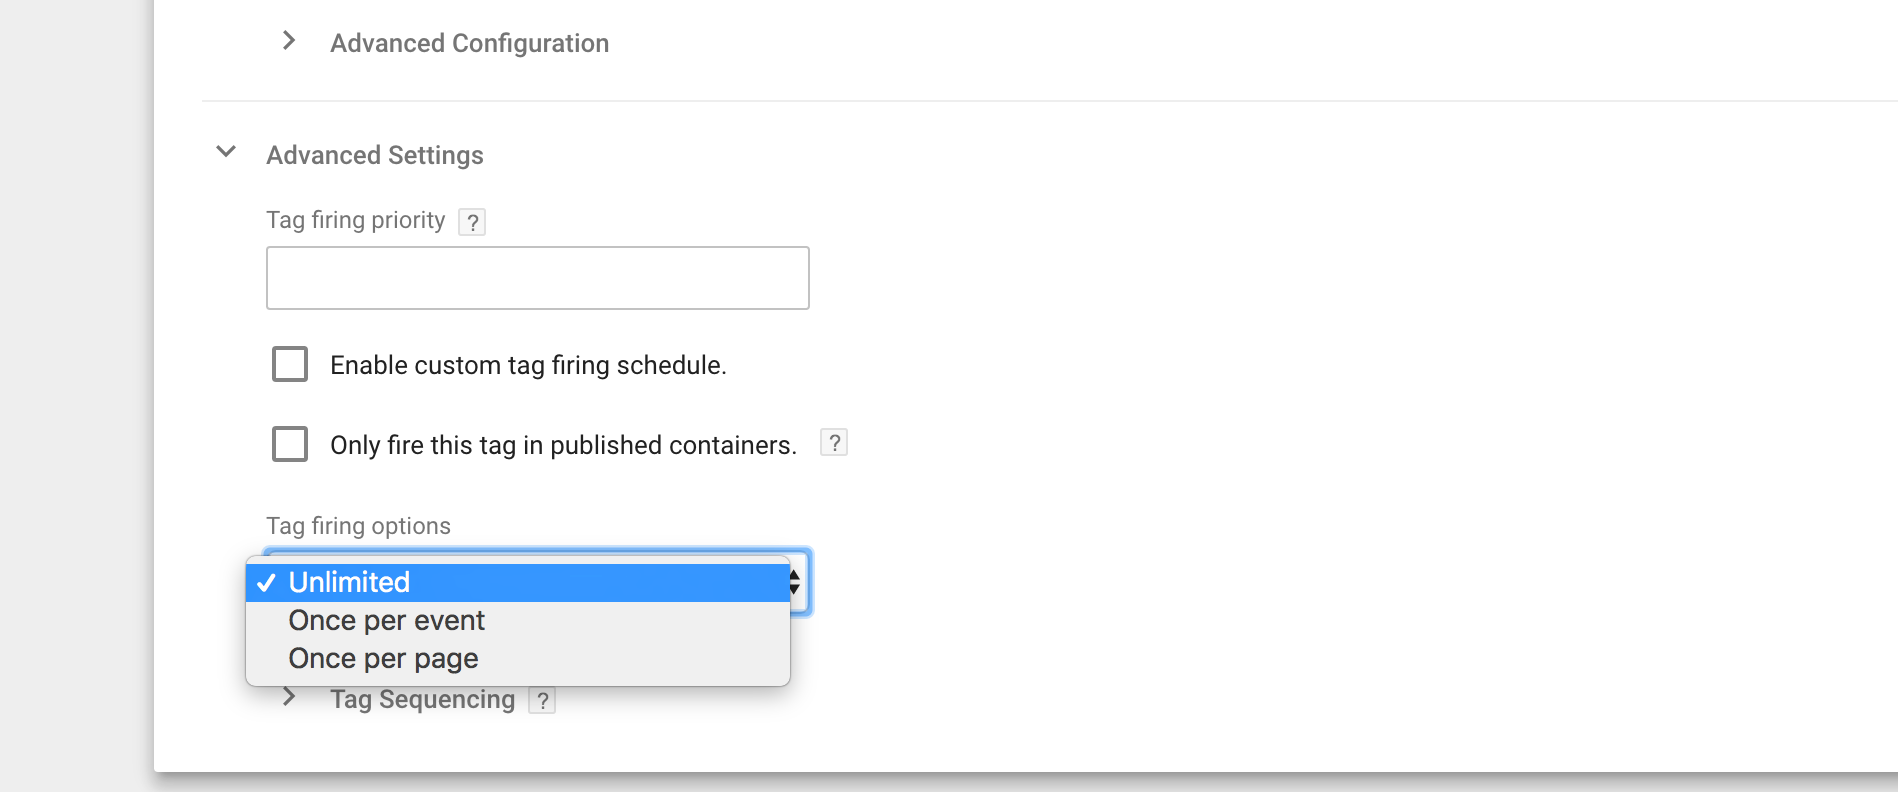 Advanced Configuration
Advanced Settings
Tag firing priority ?
Enable custom tag firing schedule.
Only fire this tag in published containers. ?
Tag firing options
✓ Unlimited
Once per event
Once per page
Tag Sequencing ?